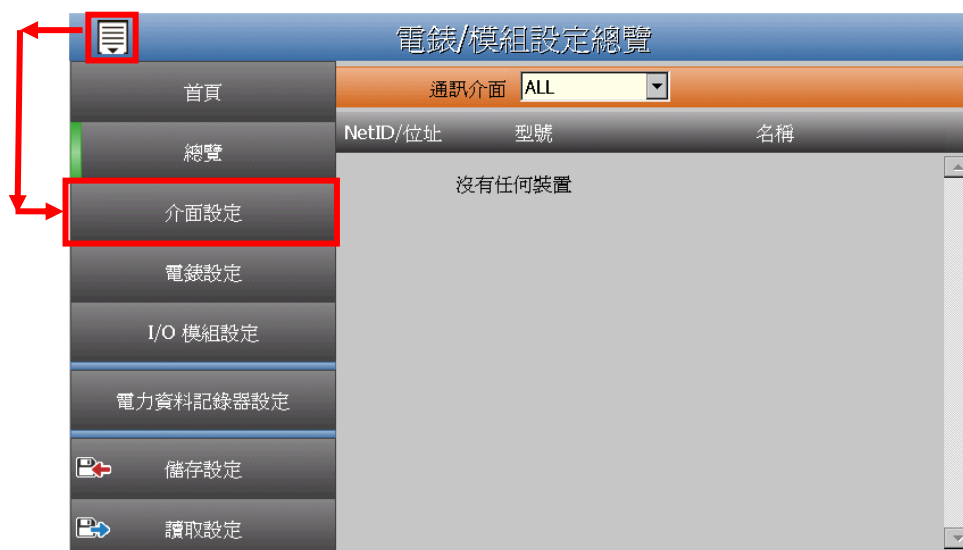 電錶/模組設定總覽
首頁
總覽
介面設定
電錶設定
I/O 模組設定
電力資料記錄器設定
儲存設定
讀取設定
通訊介面 ALL
NetID/位址 型號 名稱
沒有任何裝置